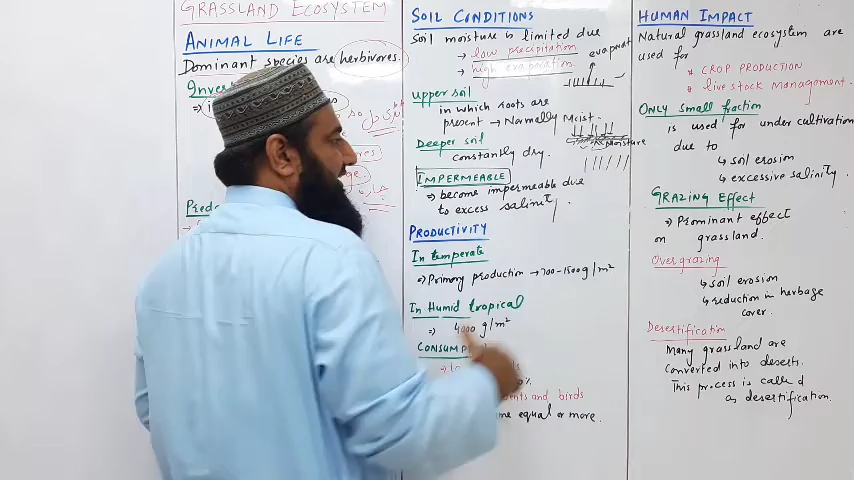 GRASSLAND ECOSYSTEM
ANIMAL LIFE
Dominant species are herbivores.
SOIL CONDITIONS
Soil moisture is limited due
→ low precipitation
→ high evaporation
evaporat
Upper soil
in which roots are
present → Normally Moist.
moisture
Deeper soil
constantly dry.
IMPERMEABLE
⇒ become impermeable due
to excess salinity.
PRODUCTIVITY
In temperate
⇒ Primary production → 700-1500 g/m²
In Humid tropical
⇒ 4000 g/m²
and birds
equal or more.
HUMAN IMPACT
Natural grassland ecosystem are
used for
* CROP PRODUCTION
* live stock management.
ONLY small fraction
is used for under cultivation
due to
↳ soil erosion
↳ excessive salinity.
GRAZING Effect
⇒ Prominant effect
on grassland.
Overgrazing
↳ soil erosion
↳ reduction in herbage
cover.
Desertification
Many grassland are
converted into deserts.
This process is called
as desertification.